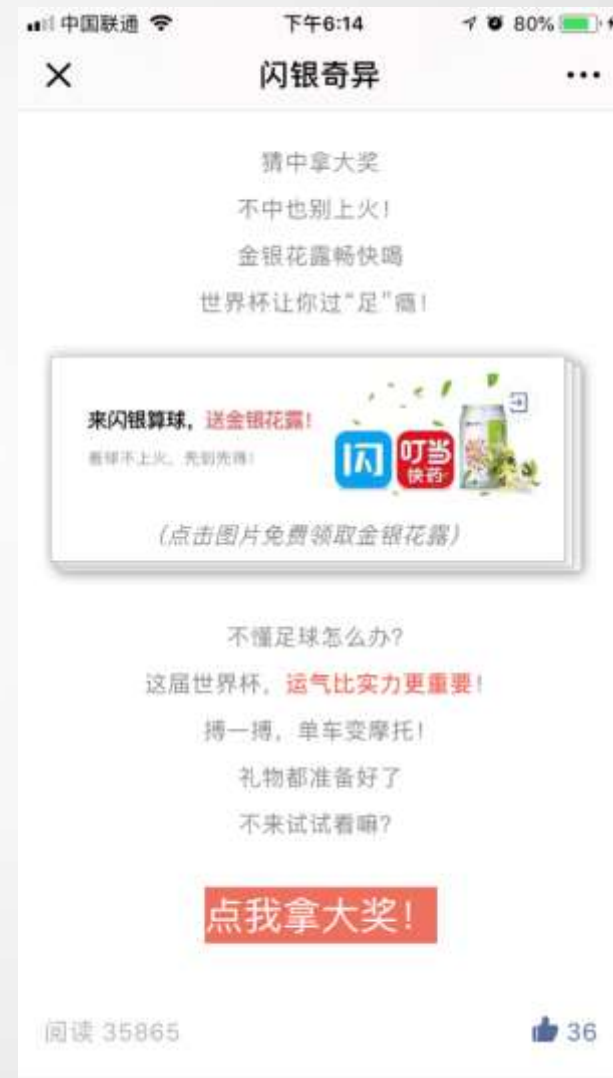 中国联通 下午6:14 80%
闪银奇异
猜中拿大奖
不中也别上火!
金银花露畅快喝
世界杯让你过“足”瘾!
来闪银算球，送金银花露!
看球不上火，先到先得!
闪 叮当
快药
(点击图片免费领取金银花露)
不懂足球怎么办?
这届世界杯，运气比实力更重要!
搏一搏，单车变摩托!
礼物都准备好了
不来试试看嘛?
点我拿大奖!
阅读 35865 36